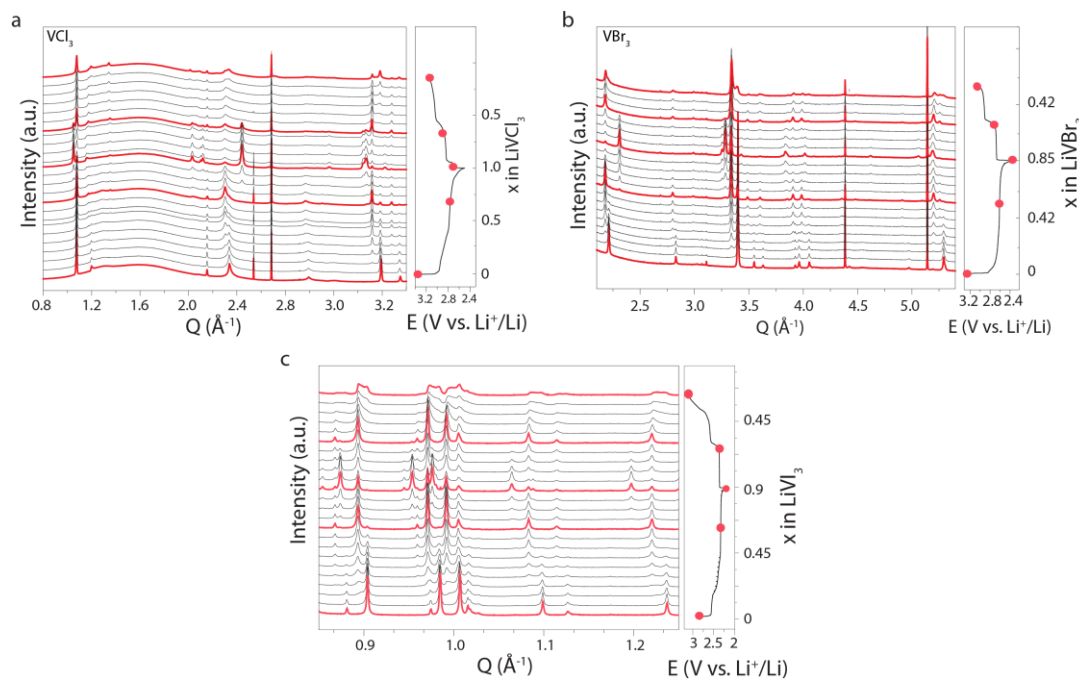 a
VCl₃
Intensity (a.u.)
0.5
1.0
0.5
0
x in LiVCl₃
0.8 1.2 1.6 2.0 2.4 3.2 3.2
3.2 2.8 2.4
Q (Å⁻¹)
E (V vs. Li⁺/Li)
b
VBr₃
Intensity (a.u.)
0.42
0.85
0.42
0
x in LiVBr₃
2.5 3.0 3.5 4.0 4.5 5.0
3.2 2.8 2.4
Q (Å⁻¹)
E (V vs. Li⁺/Li)
c
Intensity (a.u.)
0.45
0.9
0.45
0
x in LiVI₃
0.9 1.0 1.1 1.2
3 2.5 2
Q (Å⁻¹)
E (V vs. Li⁺/Li)